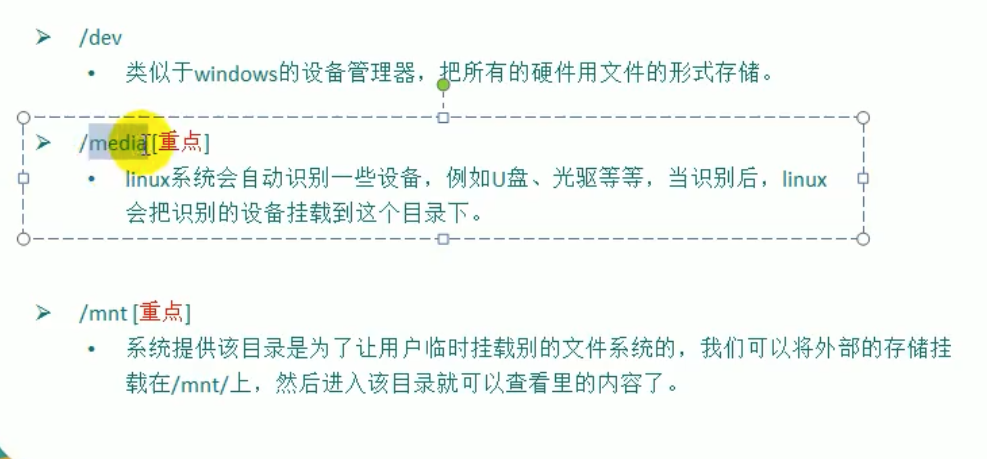 /dev
类似于windows的设备管理器，把所有的硬件用文件的形式存储。
/media [重点]
linux系统会自动识别一些设备，例如U盘、光驱等等，当识别后，linux
会把识别的设备挂载到这个目录下。
/mnt [重点]
系统提供该目录是为了让用户临时挂载别的文件系统的，我们可以将外部的存储挂
载在/mnt/上，然后进入该目录就可以查看里的内容了。